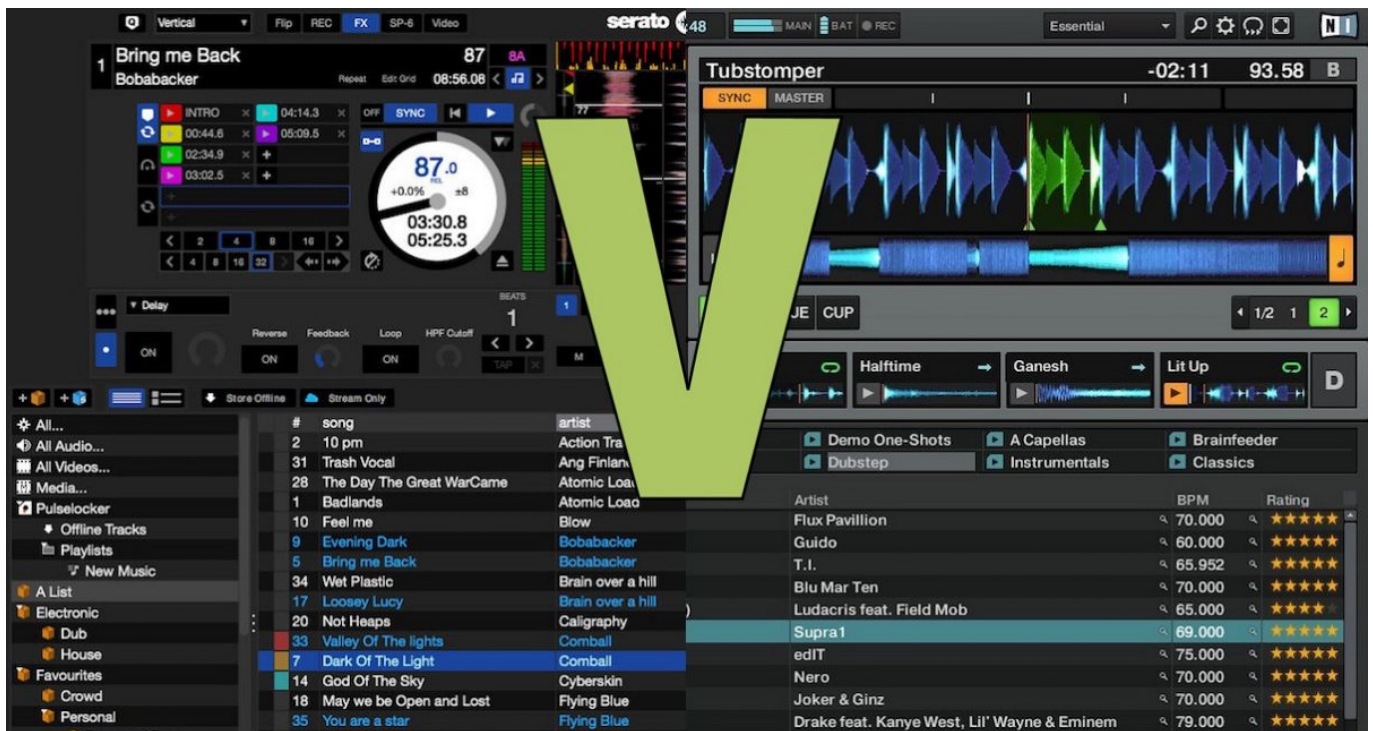 Vertical Flip REC FX SP-6 Video serato
1 Bring me Back 87 8A
Bobabacker Repeat Edit Grid 08:56.08
INTRO 04:14.3 OFF SYNC
00:44.6 05:09.5
02:34.9
03:02.5
87.0
+0.0% ±8
03:30.8
05:25.3
2 4 8 16
4 8 16 32
77
Delay BEATS
1
1
Reverse Feedback Loop HPF Cutoff
ON ON ON TAP M
Store Offline Stream Only
All...
All Audio...
All Videos...
Media...
Pulselocker
Offline Tracks
Playlists
New Music
A List
Electronic
Dub
House
Favourites
Crowd
Personal
# song artist
2 10 pm Action Tra
31 Trash Vocal Ang Finlan
28 The Day The Great WarCame Atomic Load
1 Badlands Atomic Load
10 Feel me Blow
9 Evening Dark Bobabacker
5 Bring me Back Bobabacker
34 Wet Plastic Brain over a hill
17 Loosey Lucy Brain over a hill
20 Not Heaps Caligraphy
33 Valley Of The lights Comball
7 Dark Of The Light Comball
14 God Of The Sky Cyberskin
18 May we be Open and Lost Flying Blue
35 You are a star Flying Blue
V
:48 MAIN BAT REC Essential NI
Tubstomper -02:11 93.58 B
SYNC MASTER
UE CUP 1/2 1 2
Halftime Ganesh Lit Up D
Demo One-Shots A Capellas Brainfeeder
Dubstep Instrumentals Classics
Artist BPM Rating
Flux Pavillion 70.000
Guido 60.000
T.I. 65.952
Blu Mar Ten 70.000
) Ludacris feat. Field Mob 65.000
Supra1 69.000
edIT 75.000
Nero 70.000
Joker & Ginz 70.000
Drake feat. Kanye West, Lil' Wayne & Eminem 79.000